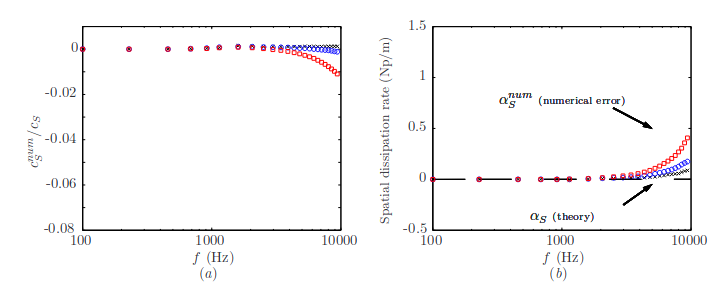 0
-0.02
-0.04
-0.06
-0.08
100
1000
10000
c_S^{num}/c_S
f (Hz)
(a)
1.5
1
0.5
0
-0.5
100
1000
10000
Spatial dissipation rate (Np/m)
α_S^{num} (numerical error)
α_S (theory)
f (Hz)
(b)